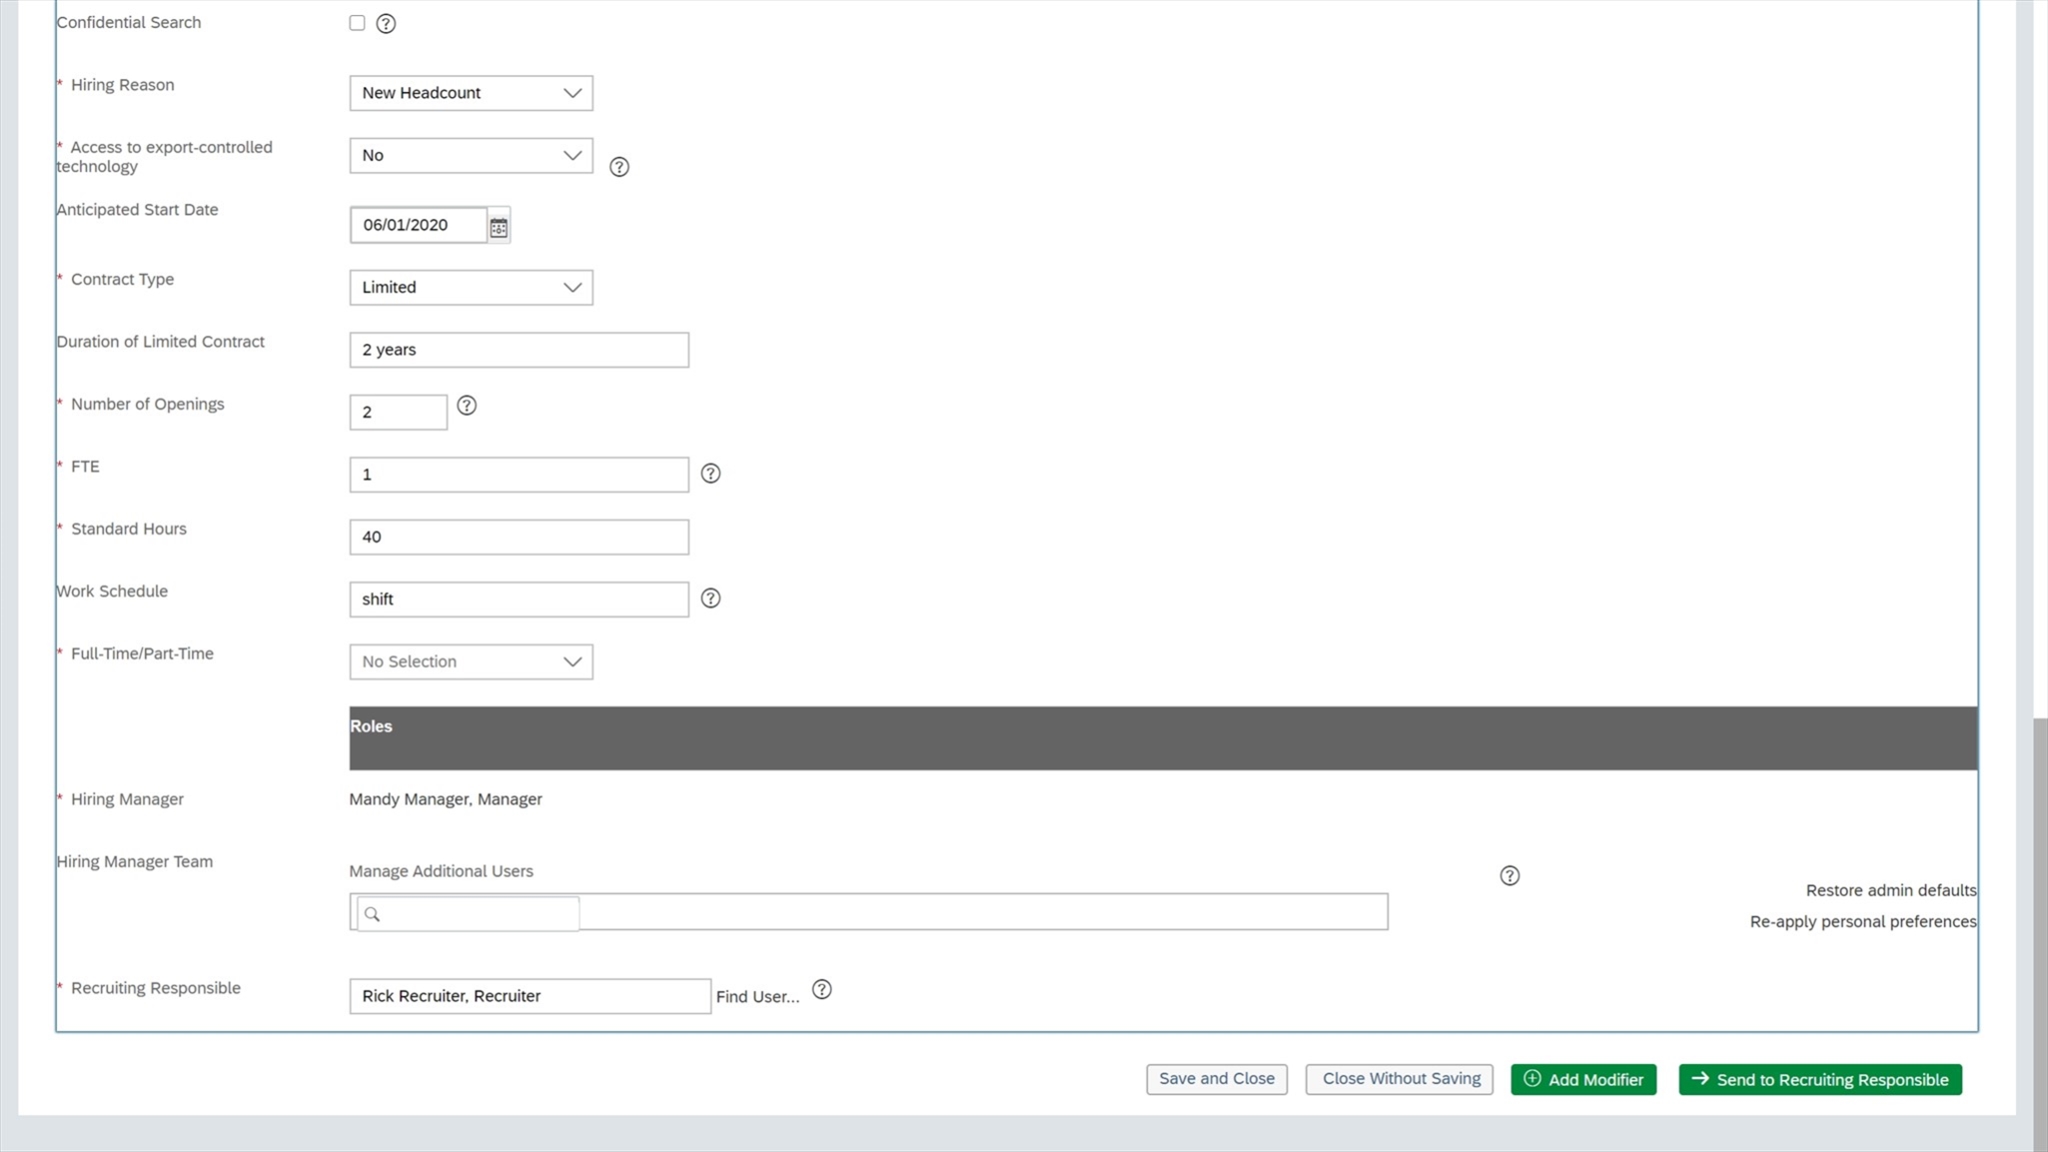 Confidential Search
* Hiring Reason
New Headcount
* Access to export-controlled
technology
No
Anticipated Start Date
06/01/2020
* Contract Type
Limited
Duration of Limited Contract
2 years
* Number of Openings
2
* FTE
1
* Standard Hours
40
Work Schedule
shift
* Full-Time/Part-Time
No Selection
Roles
* Hiring Manager
Mandy Manager, Manager
Hiring Manager Team
Manage Additional Users
Restore admin defaults
Re-apply personal preferences
* Recruiting Responsible
Rick Recruiter, Recruiter
Find User...
Save and Close
Close Without Saving
Add Modifier
Send to Recruiting Responsible